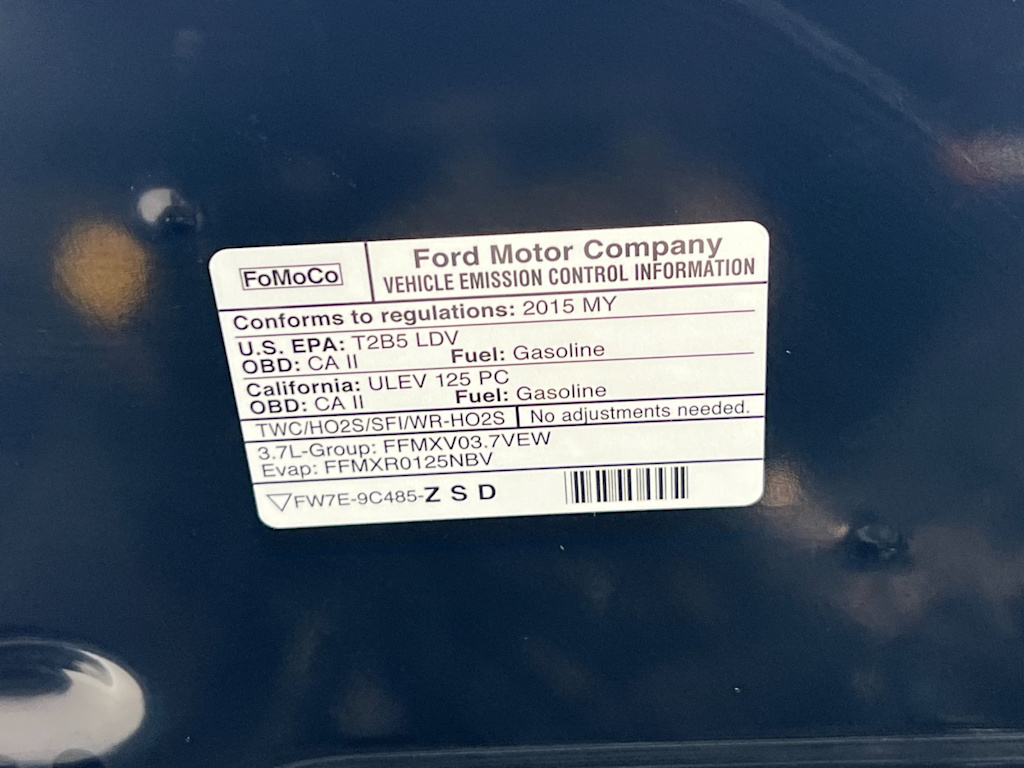 FoMoCo
Ford Motor Company
VEHICLE EMISSION CONTROL INFORMATION
Conforms to regulations: 2015 MY
U.S. EPA: T2B5 LDV
OBD: CA II Fuel: Gasoline
California: ULEV 125 PC
OBD: CA II Fuel: Gasoline
TWC/HO2S/SFI/WR-HO2S No adjustments needed.
3.7L-Group: FFMXV03.7VEW
Evap: FFMXR0125NBV
FW7E-9C485-Z S D